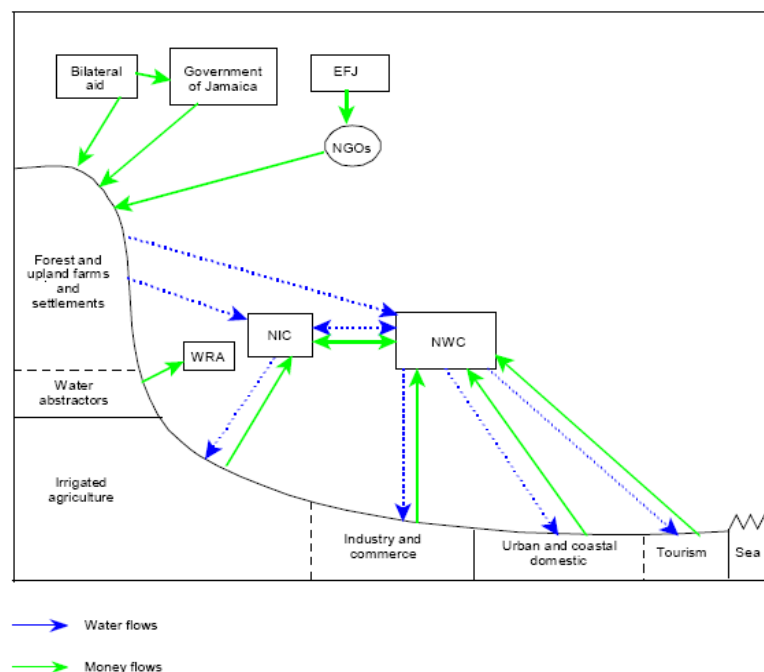 Bilateral
aid
Government
of Jamaica
EFJ
NGOs
Forest and
upland farms
and
settlements
NIC
NWC
WRA
Water
abstractors
Irrigated
agriculture
Industry and
commerce
Urban and coastal
domestic
Tourism
Sea
Water flows
Money flows